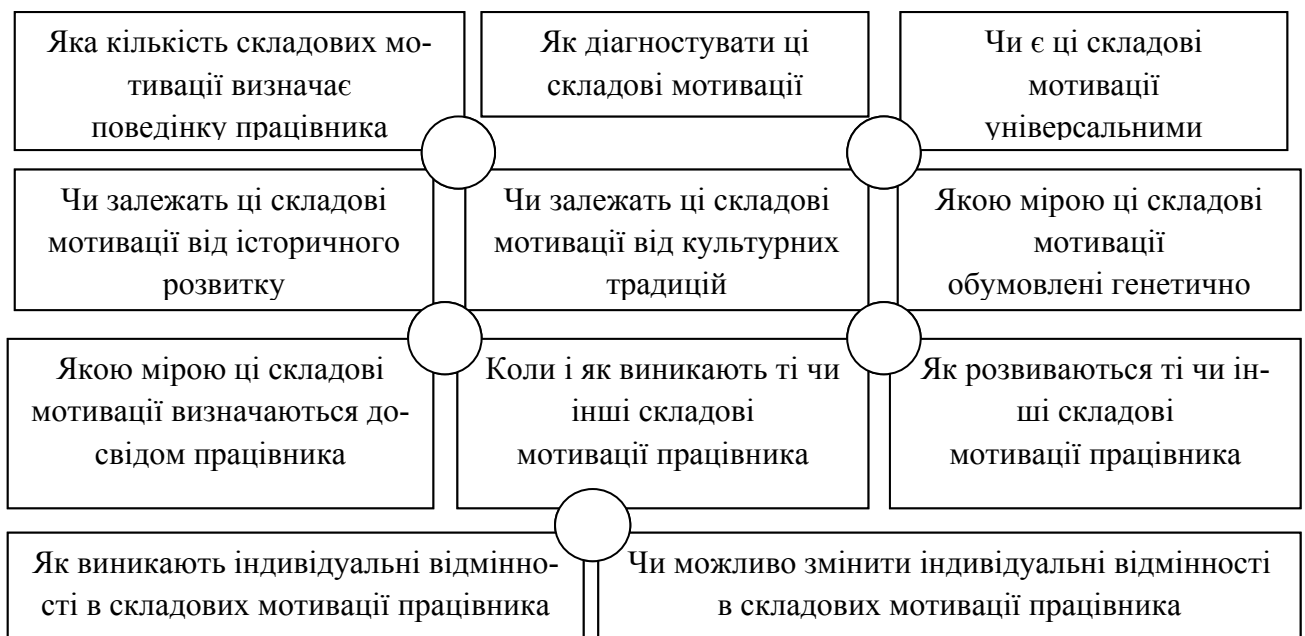 Яка кількість складових мо-
тивації визначає
поведінку працівника
Як діагностувати ці
складові мотивації
Чи є ці складові
мотивації
універсальними
Чи залежать ці складові
мотивації від історичного
розвитку
Чи залежать ці складові
мотивації від культурних
традицій
Якою мірою ці складові
мотивації
обумовлені генетично
Якою мірою ці складові
мотивації визначаються до-
свідом працівника
Коли і як виникають ті чи
інші складові
мотивації працівника
Як розвиваються ті чи ін-
ші складові
мотивації працівника
Як виникають індивідуальні відмінно-
сті в складових мотивації працівника
Чи можливо змінити індивідуальні відмінності
в складових мотивації працівника